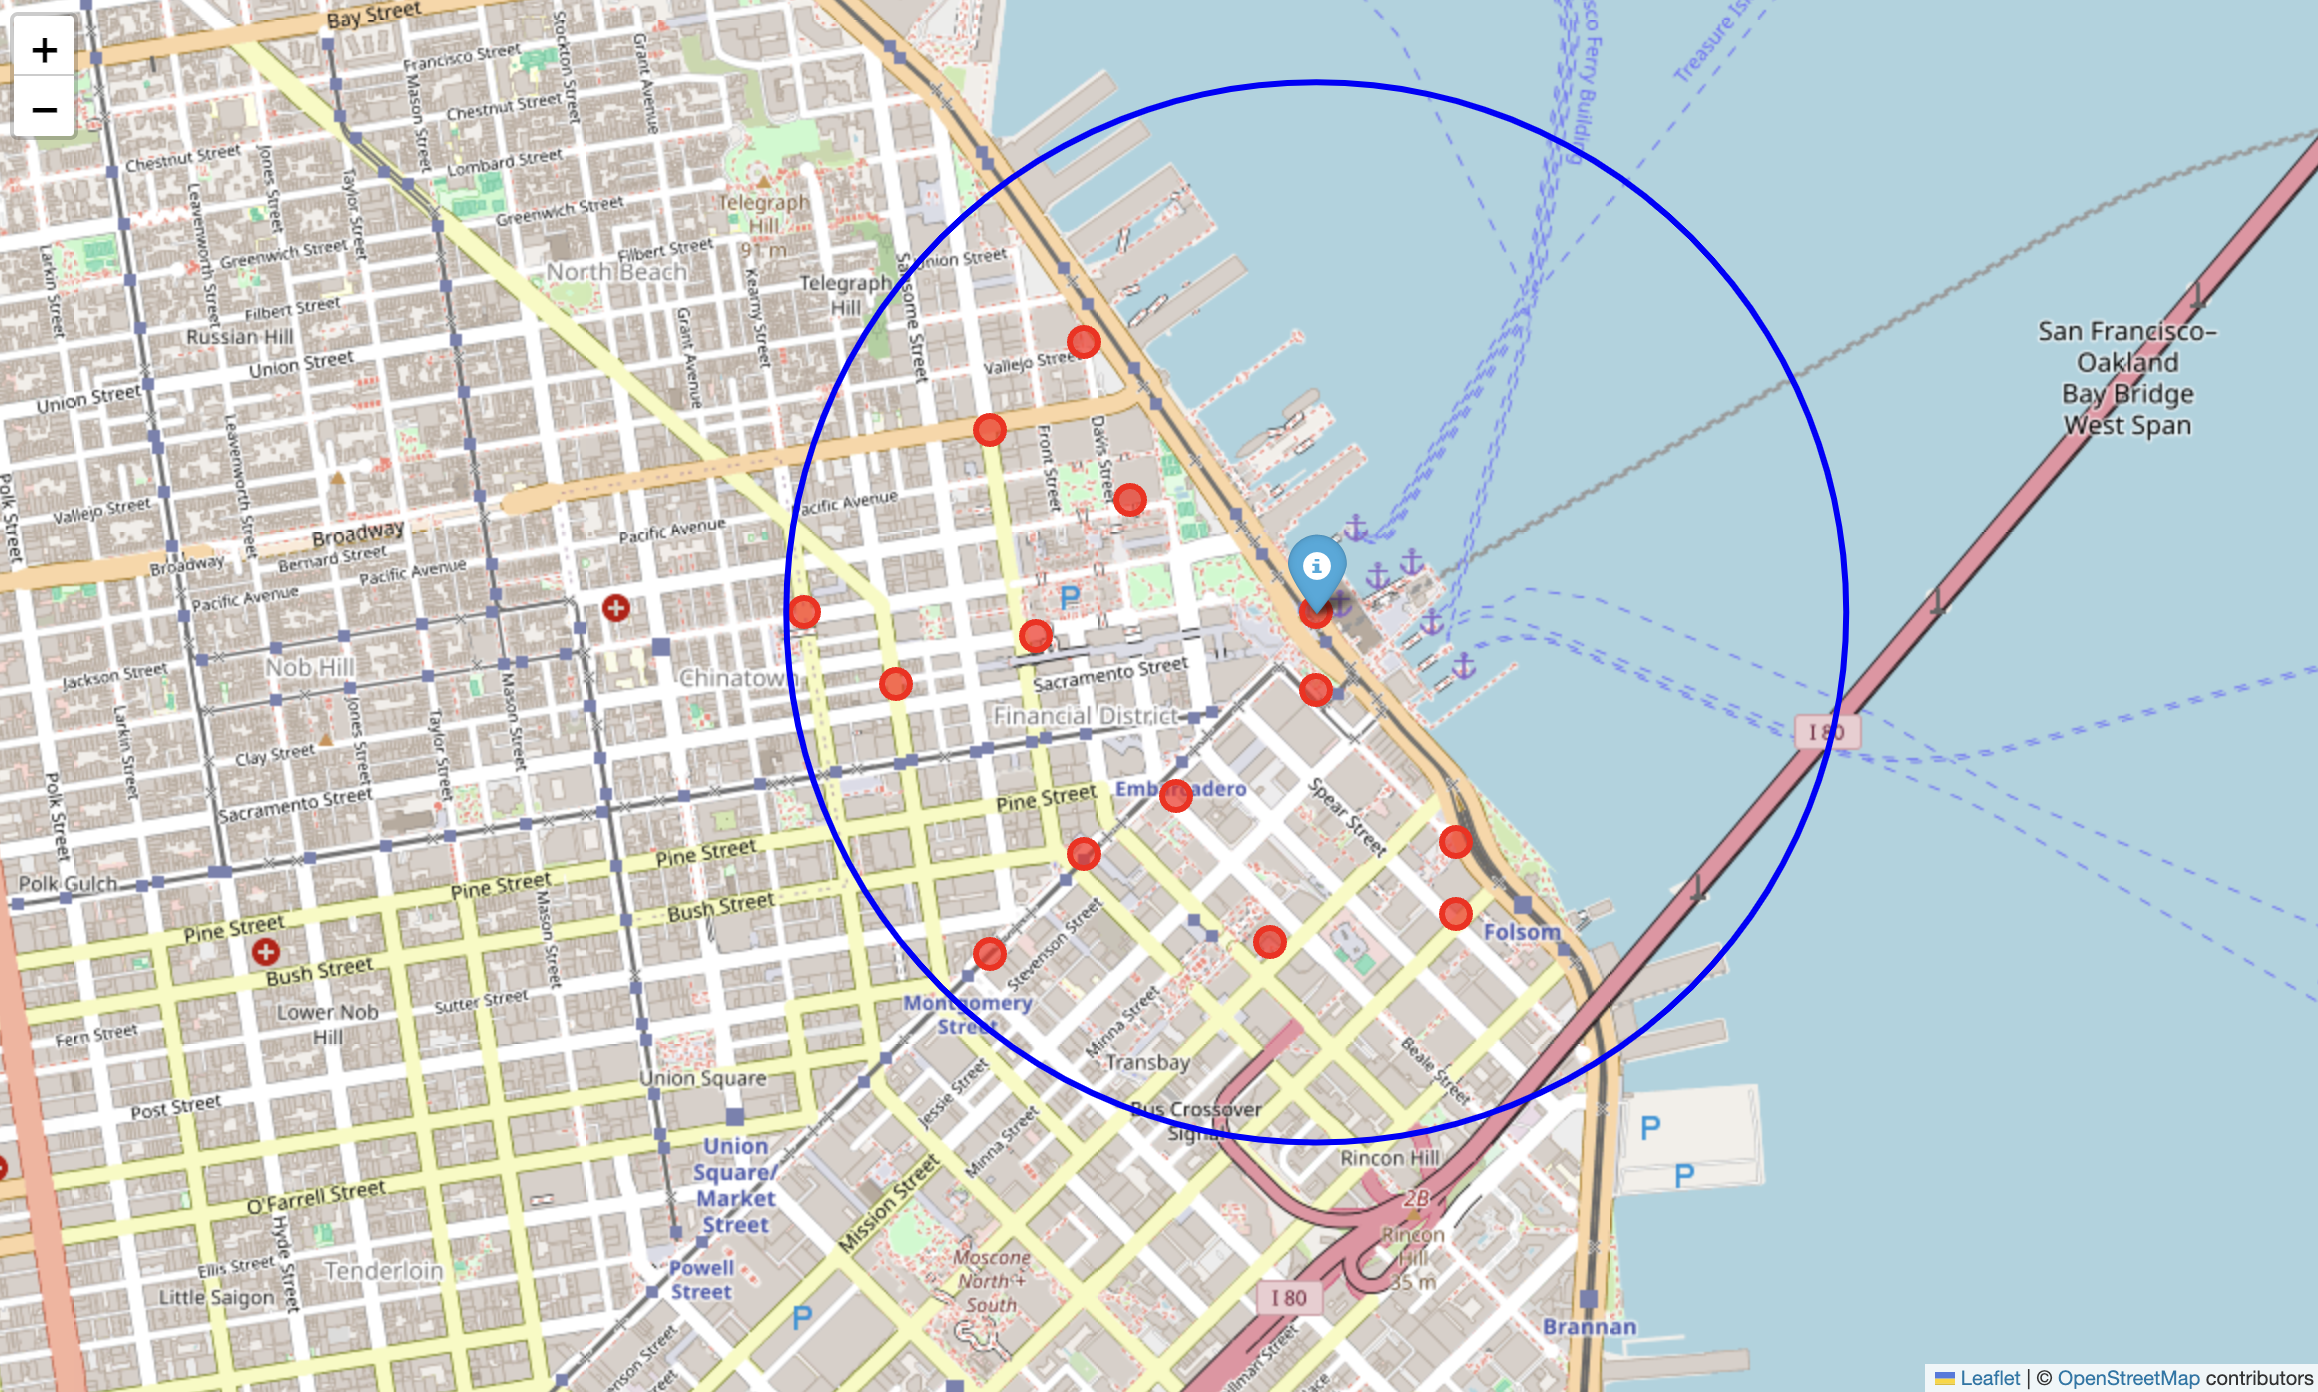 +
−
Bay Street
Francisco Street
Stockton Street
Grant Avenue
Mason Street
Chestnut Street
Chestnut Street
Lombard Street
Jones Street
Taylor Street
Leavenworth Street
Greenwich Street
Greenwich Street
Larkin Street
Filbert Street
Filbert Street
Telegraph
Hill
91 m
North Beach
Telegraph
Hill
Sansome Street
Union Street
Kearny Street
Grant Avenue
Russian Hill
Union Street
Union Street
Vallejo Street
Leavenworth Street
Polk Street
Front Street
Davis Street
Vallejo Street
Broadway
Broadway
Bernard Street
Pacific Avenue
Pacific Avenue
Pacific Avenue
Pacific Avenue
San Francisco–
Oakland
Bay Bridge
West Span
sco Ferry Building
Treasure Isl
P
i
Nob Hill
Jackson Street
Mason Street
Chinatown
Sacramento Street
Financial District
Larkin Street
Jones Street
Taylor Street
Clay Street
Sacramento Street
Polk Street
I 80
Embarcadero
Pine Street
Spear Street
Pine Street
Pine Street
Pine Street
Polk Gulch
Bush Street
Bush Street
Mason Street
Stevenson Street
Folsom
Montgomery
Street
Lower Nob
Hill
Sutter Street
Fern Street
Minna Street
Transbay
Beale Street
Union Square
Post Street
Jessie Street
Minna Street
Bus Crossover
Signal
Rincon Hill
P
P
Union
Square/
Market
Street
O'Farrell Street
Hyde Street
Mission Street
2B
Rincon
Hill
35 m
Ellis Street
Tenderloin
Little Saigon
Powell
Street
Moscone
North +
South
P
I 80
Brannan
enson Street
Street
llman Street
ace
Leaflet | © OpenStreetMap contributors